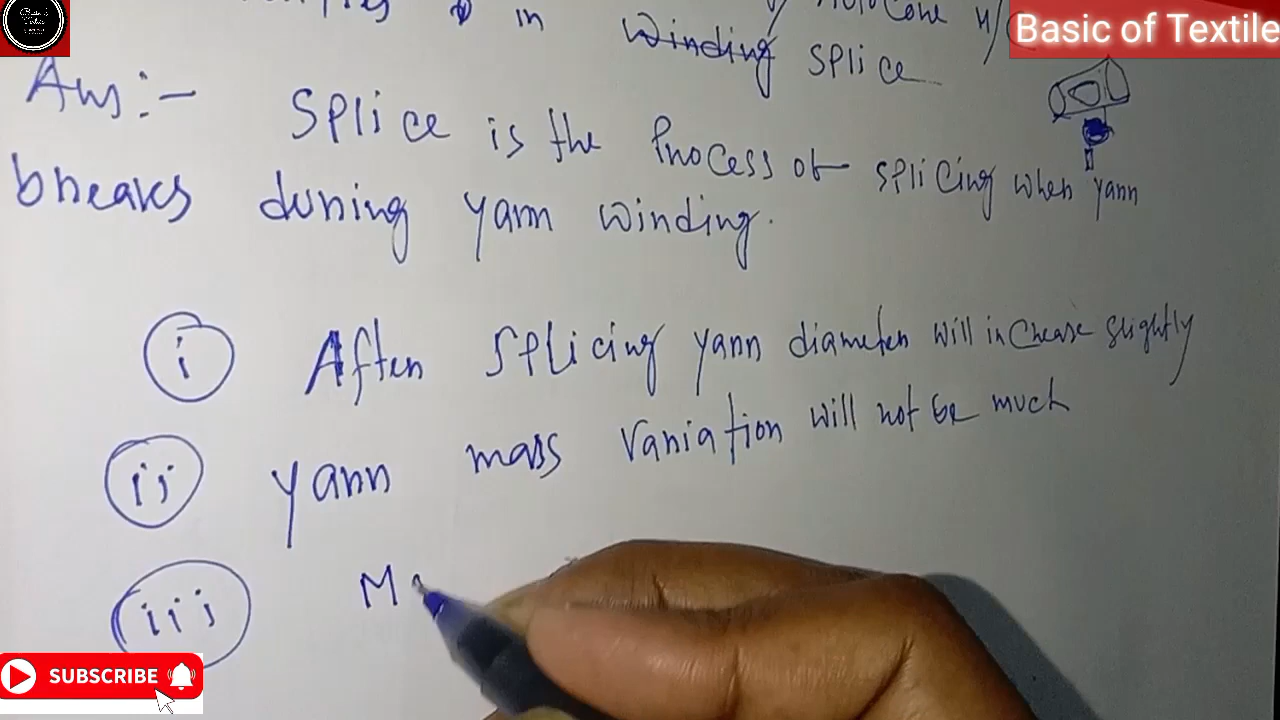 in
Autocone M/C
Basic of Textile
Winding Splice
Ans:- Splice is the Process of splicing when yarn
breaks during yarn winding.
i After splicing yarn diameter will increase slightly
ii yarn mass variation will not be much
iii
SUBSCRIBE